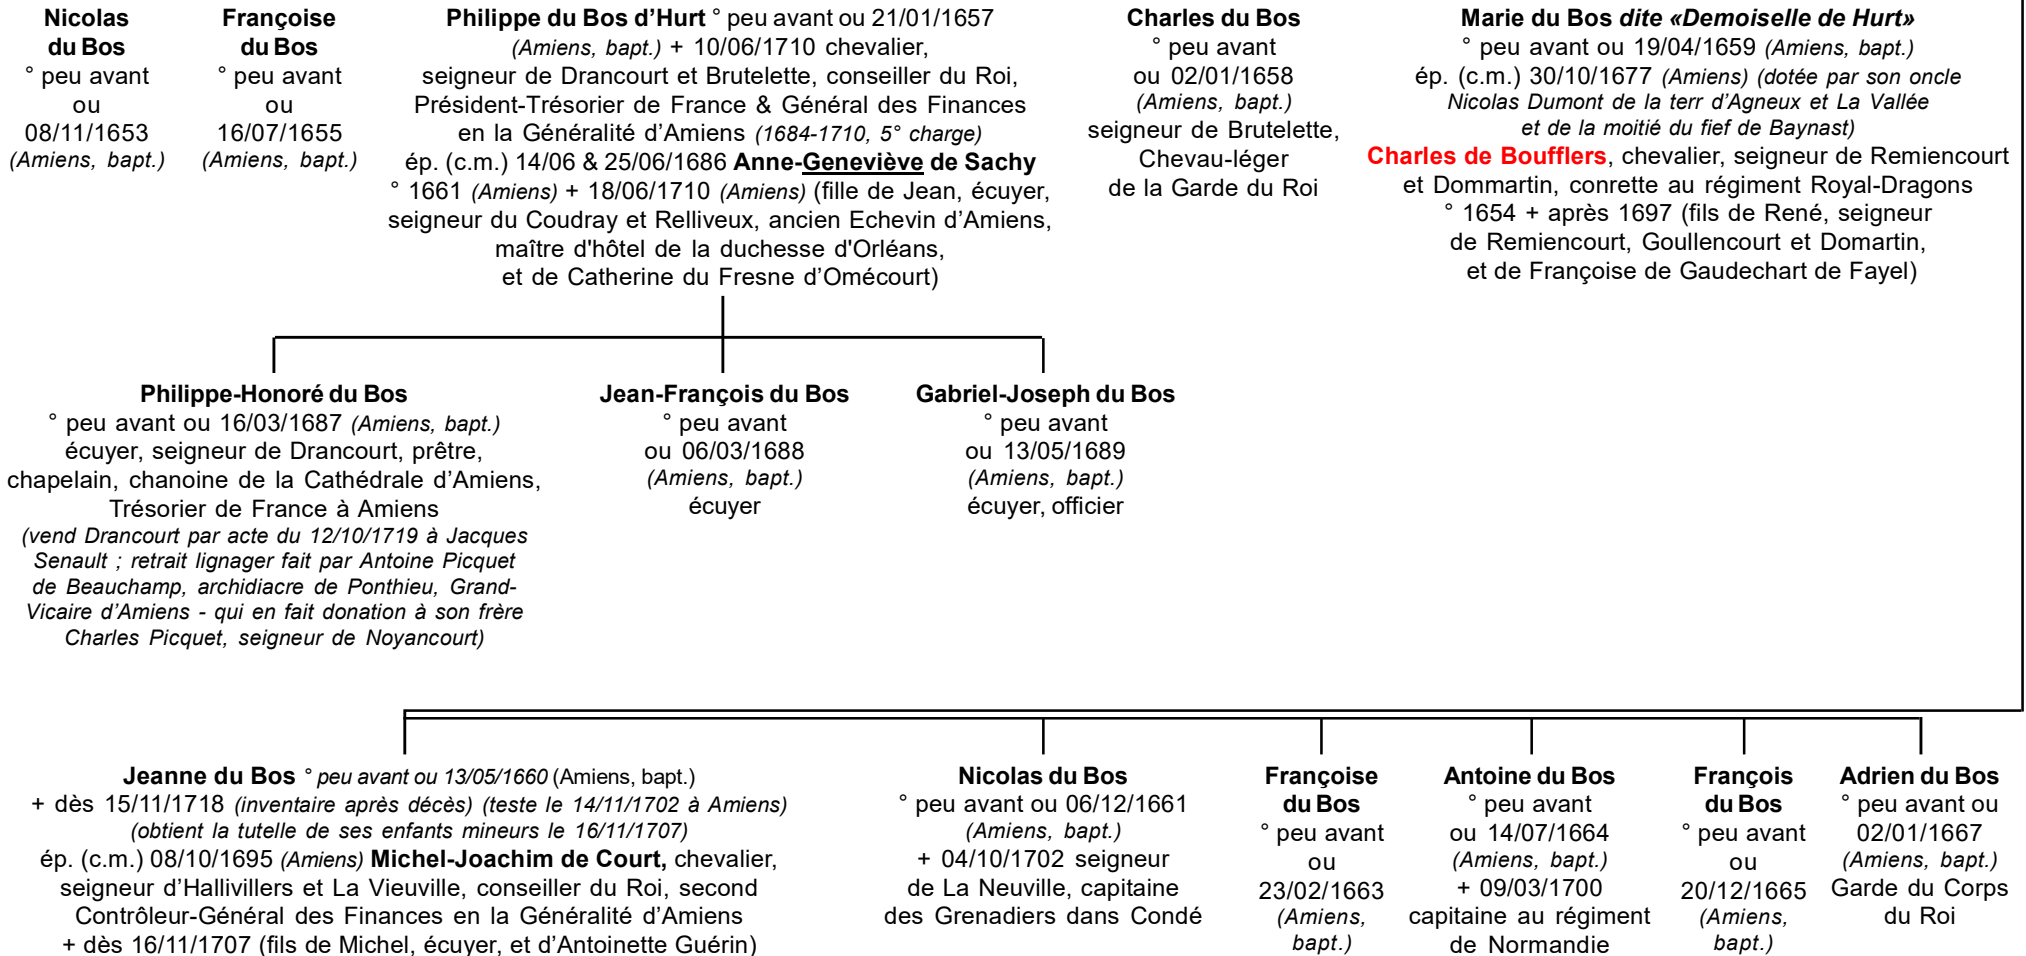 Nicolas
du Bos
° peu avant
ou
08/11/1653
(Amiens, bapt.)
Françoise
du Bos
° peu avant
ou
16/07/1655
(Amiens, bapt.)
Philippe du Bos d’Hurt ° peu avant ou 21/01/1657
(Amiens, bapt.) + 10/06/1710 chevalier,
seigneur de Drancourt et Brutelette, conseiller du Roi,
Président-Trésorier de France & Général des Finances
en la Généralité d’Amiens (1684-1710, 5° charge)
ép. (c.m.) 14/06 & 25/06/1686 Anne-Geneviève de Sachy
° 1661 (Amiens) + 18/06/1710 (Amiens) (fille de Jean, écuyer,
seigneur du Coudray et Relliveux, ancien Echevin d’Amiens,
maître d'hôtel de la duchesse d'Orléans,
et de Catherine du Fresne d’Omécourt)
Charles du Bos
° peu avant
ou 02/01/1658
(Amiens, bapt.)
seigneur de Brutelette,
Chevau-léger
de la Garde du Roi
Marie du Bos dite «Demoiselle de Hurt»
° peu avant ou 19/04/1659 (Amiens, bapt.)
ép. (c.m.) 30/10/1677 (Amiens) (dotée par son oncle
Nicolas Dumont de la terr d’Agneux et La Vallée
et de la moitié du fief de Baynast)
Charles de Boufflers, chevalier, seigneur de Remiencourt
et Dommartin, conrette au régiment Royal-Dragons
° 1654 + après 1697 (fils de René, seigneur
de Remiencourt, Goullencourt et Domartin,
et de Françoise de Gaudechart de Fayel)
Philippe-Honoré du Bos
° peu avant ou 16/03/1687 (Amiens, bapt.)
écuyer, seigneur de Drancourt, prêtre,
chapelain, chanoine de la Cathédrale d’Amiens,
Trésorier de France à Amiens
(vend Drancourt par acte du 12/10/1719 à Jacques
Senault ; retrait lignager fait par Antoine Picquet
de Beauchamp, archidiacre de Ponthieu, Grand-
Vicaire d’Amiens - qui en fait donation à son frère
Charles Picquet, seigneur de Noyancourt)
Jean-François du Bos
° peu avant
ou 06/03/1688
(Amiens, bapt.)
écuyer
Gabriel-Joseph du Bos
° peu avant
ou 13/05/1689
(Amiens, bapt.)
écuyer, officier
Jeanne du Bos ° peu avant ou 13/05/1660 (Amiens, bapt.)
+ dès 15/11/1718 (inventaire après décès) (teste le 14/11/1702 à Amiens)
(obtient la tutelle de ses enfants mineurs le 16/11/1707)
ép. (c.m.) 08/10/1695 (Amiens) Michel-Joachim de Court, chevalier,
seigneur d’Hallivillers et La Vieuville, conseiller du Roi, second
Contrôleur-Général des Finances en la Généralité d’Amiens
+ dès 16/11/1707 (fils de Michel, écuyer, et d’Antoinette Guérin)
Nicolas du Bos
° peu avant ou 06/12/1661
(Amiens, bapt.)
+ 04/10/1702 seigneur
de La Neuville, capitaine
des Grenadiers dans Condé
Françoise
du Bos
° peu avant
ou
23/02/1663
(Amiens,
bapt.)
Antoine du Bos
° peu avant
ou 14/07/1664
(Amiens, bapt.)
+ 09/03/1700
capitaine au régiment
de Normandie
François
du Bos
° peu avant
ou
20/12/1665
(Amiens,
bapt.)
Adrien du Bos
° peu avant ou
02/01/1667
(Amiens, bapt.)
Garde du Corps
du Roi